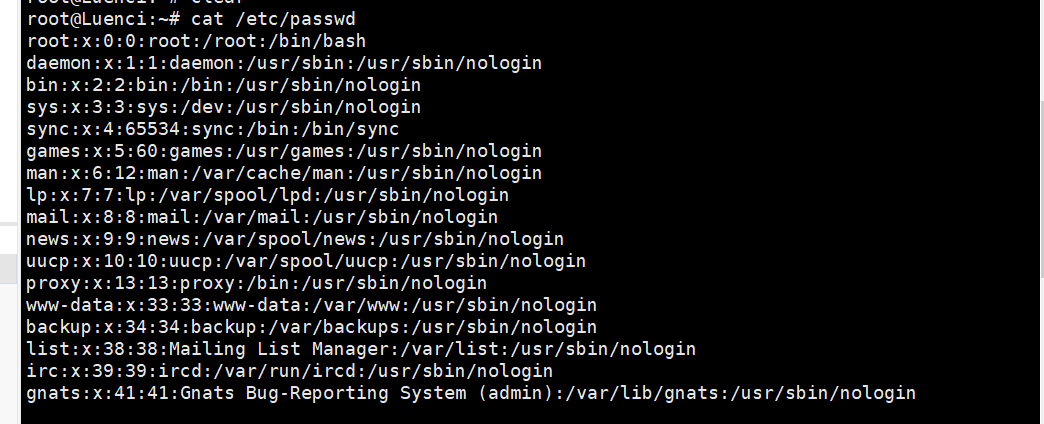 root@Luenci:~# cat /etc/passwd
root:x:0:0:root:/root:/bin/bash
daemon:x:1:1:daemon:/usr/sbin:/usr/sbin/nologin
bin:x:2:2:bin:/bin:/usr/sbin/nologin
sys:x:3:3:sys:/dev:/usr/sbin/nologin
sync:x:4:65534:sync:/bin:/bin/sync
games:x:5:60:games:/usr/games:/usr/sbin/nologin
man:x:6:12:man:/var/cache/man:/usr/sbin/nologin
lp:x:7:7:lp:/var/spool/lpd:/usr/sbin/nologin
mail:x:8:8:mail:/var/mail:/usr/sbin/nologin
news:x:9:9:news:/var/spool/news:/usr/sbin/nologin
uucp:x:10:10:uucp:/var/spool/uucp:/usr/sbin/nologin
proxy:x:13:13:proxy:/bin:/usr/sbin/nologin
www-data:x:33:33:www-data:/var/www:/usr/sbin/nologin
backup:x:34:34:backup:/var/backups:/usr/sbin/nologin
list:x:38:38:Mailing List Manager:/var/list:/usr/sbin/nologin
irc:x:39:39:ircd:/var/run/ircd:/usr/sbin/nologin
gnats:x:41:41:Gnats Bug-Reporting System (admin):/var/lib/gnats:/usr/sbin/nologin